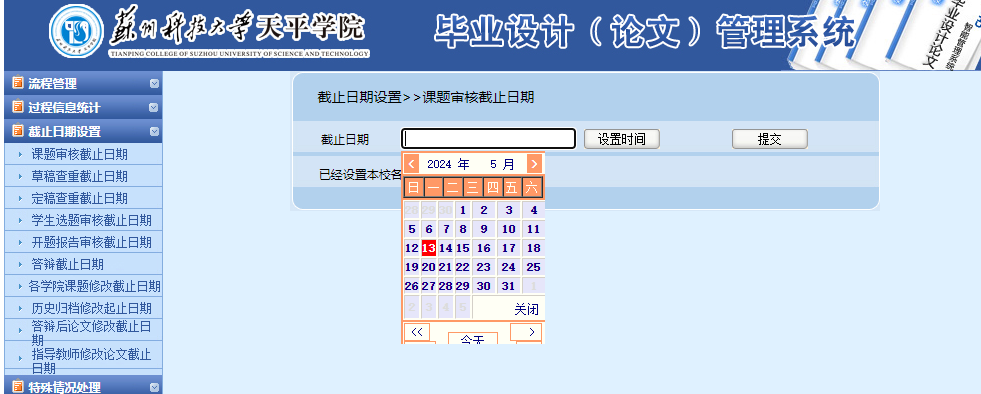 苏州科技大学天平学院
TIANPING COLLEGE OF SUZHOU UNIVERSITY OF SCIENCE AND TECHNOLOGY
毕业设计（论文）管理系统
毕业设计论文
智能管理系统
流程管理
过程信息统计
截止日期设置
课题审核截止日期
草稿查重截止日期
定稿查重截止日期
学生选题审核截止日期
开题报告审核截止日期
答辩截止日期
各学院课题修改截止日期
历史归档修改起止日期
答辩后论文修改截止日
期
指导教师修改论文截止
日期
特殊情况处理
截止日期设置>>课题审核截止日期
截止日期 设置时间 提交
已经设置本校各
< 2024 年 5 月 >
日 一 二 三 四 五 六
28 29 30 1 2 3 4
5 6 7 8 9 10 11
12 13 14 15 16 17 18
19 20 21 22 23 24 25
26 27 28 29 30 31 1
2 3 4 5 关闭
<< >
今天